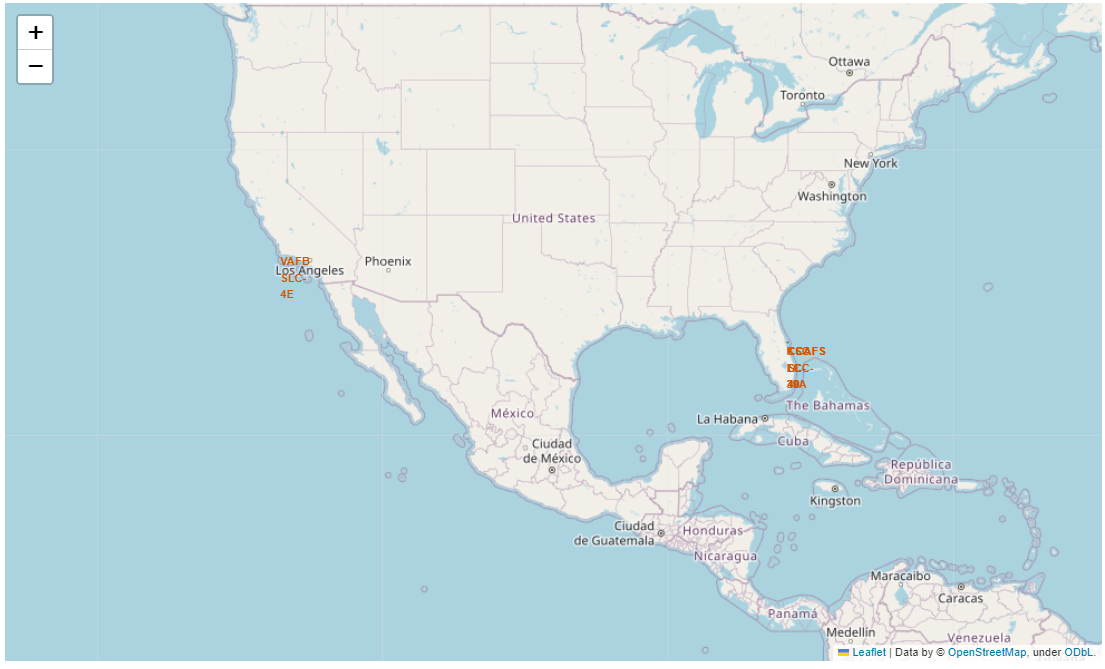 +
−
Ottawa
Toronto
New York
Washington
United States
VAFB
SLC-
4E
Los Angeles
Phoenix
La Habana
The Bahamas
México
Cuba
Ciudad
de México
República
Dominicana
Kingston
Ciudad
de Guatemala
Honduras
Nicaragua
Maracaibo
Caracas
Panamá
Medellín
Venezuela
Leaflet | Data by © OpenStreetMap, under ODbL.